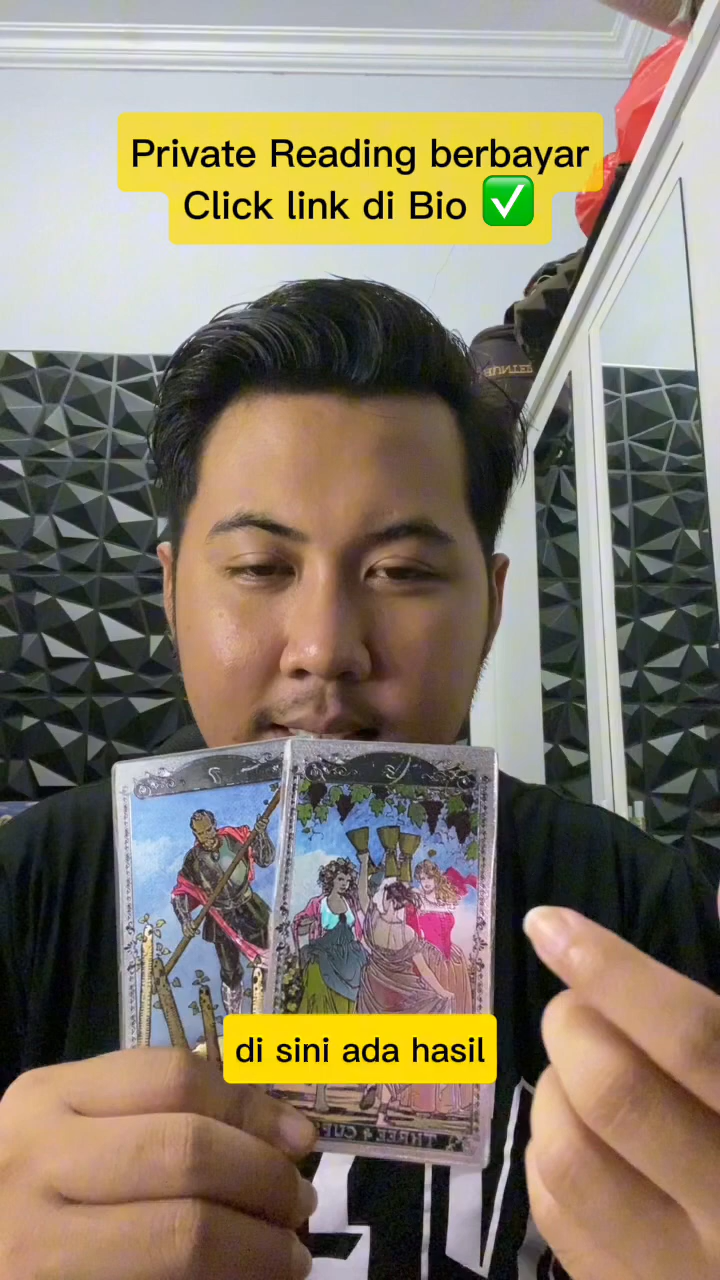 Private Reading berbayar
Click link di Bio ✅
di sini ada hasil
THREE of CUPS